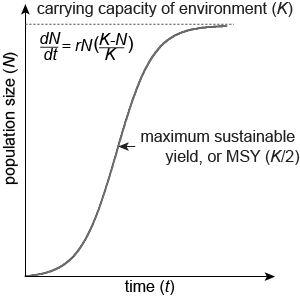 carrying capacity of environment (K)
dN/dt = rN(K-N/K)
population size (N)
maximum sustainable
yield, or MSY (K/2)
time (t)